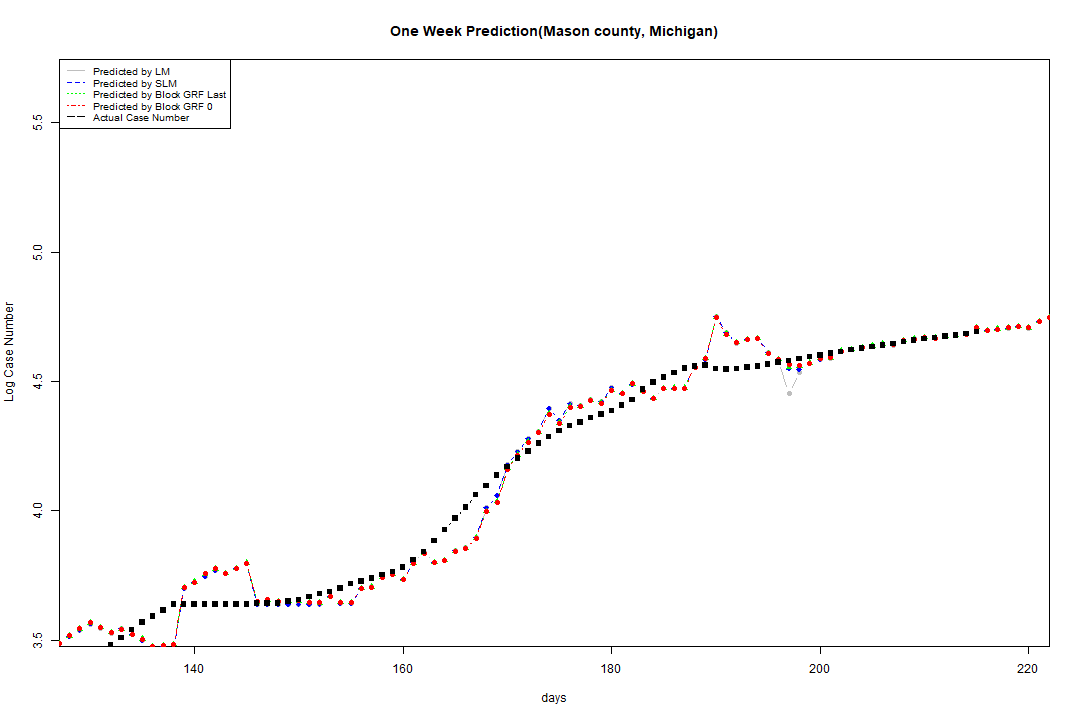 One Week Prediction(Mason county, Michigan)
Predicted by LM
Predicted by SLM
Predicted by Block GRF Last
Predicted by Block GRF 0
Actual Case Number
5.5
5.0
4.5
4.0
3.5
Log Case Number
140 160 180 200 220
days